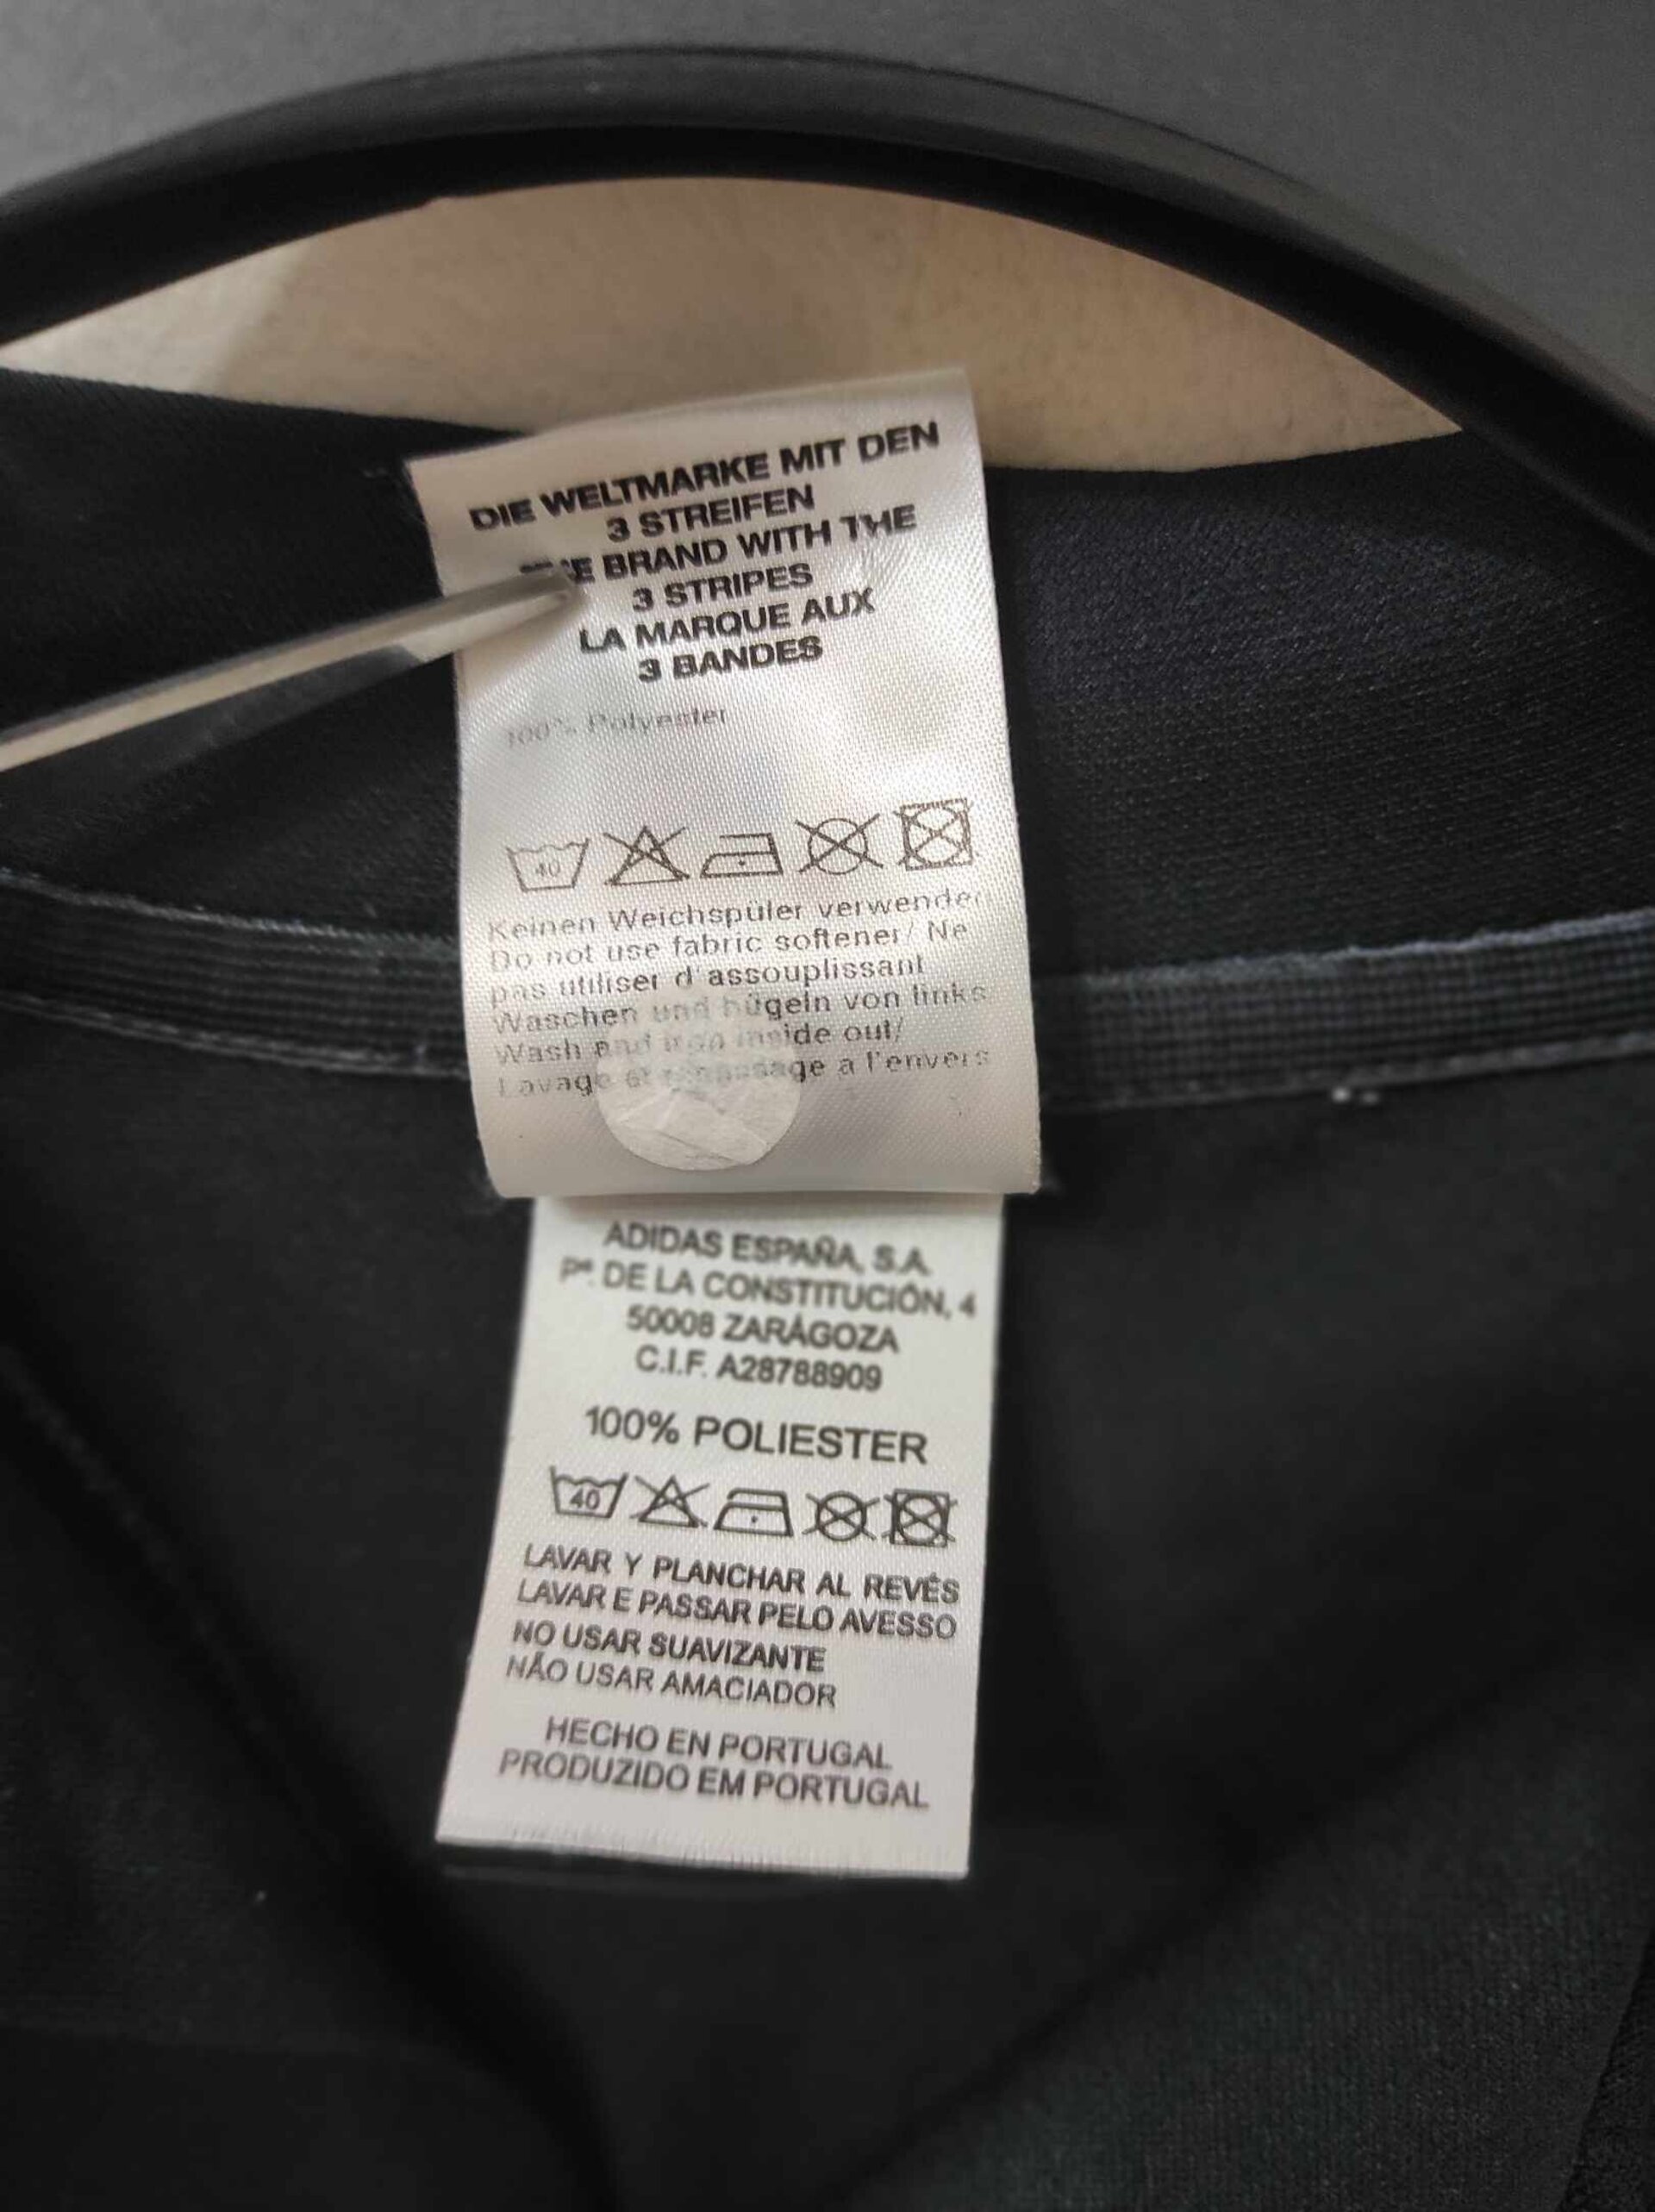 DIE WELTMARKE MIT DEN
3 STREIFEN
BRAND WITH THE
3 STRIPES
LA MARQUE AUX
3 BANDES
100% Polyester
40
Keinen Weichspüler verwenden
Do not use fabric softener/ Ne
pas utiliser d'assouplissant
Waschen und bügeln von links
Wash and iron inside out/
Lavage et repassage a l'envers
ADIDAS ESPAÑA, S.A.
Pº. DE LA CONSTITUCIÓN, 4
50008 ZARAGOZA
C.I.F. A28788909
100% POLIESTER
40
LAVAR Y PLANCHAR AL REVÉS
LAVAR E PASSAR PELO AVESSO
NO USAR SUAVIZANTE
NÃO USAR AMACIADOR
HECHO EN PORTUGAL
PRODUZIDO EM PORTUGAL